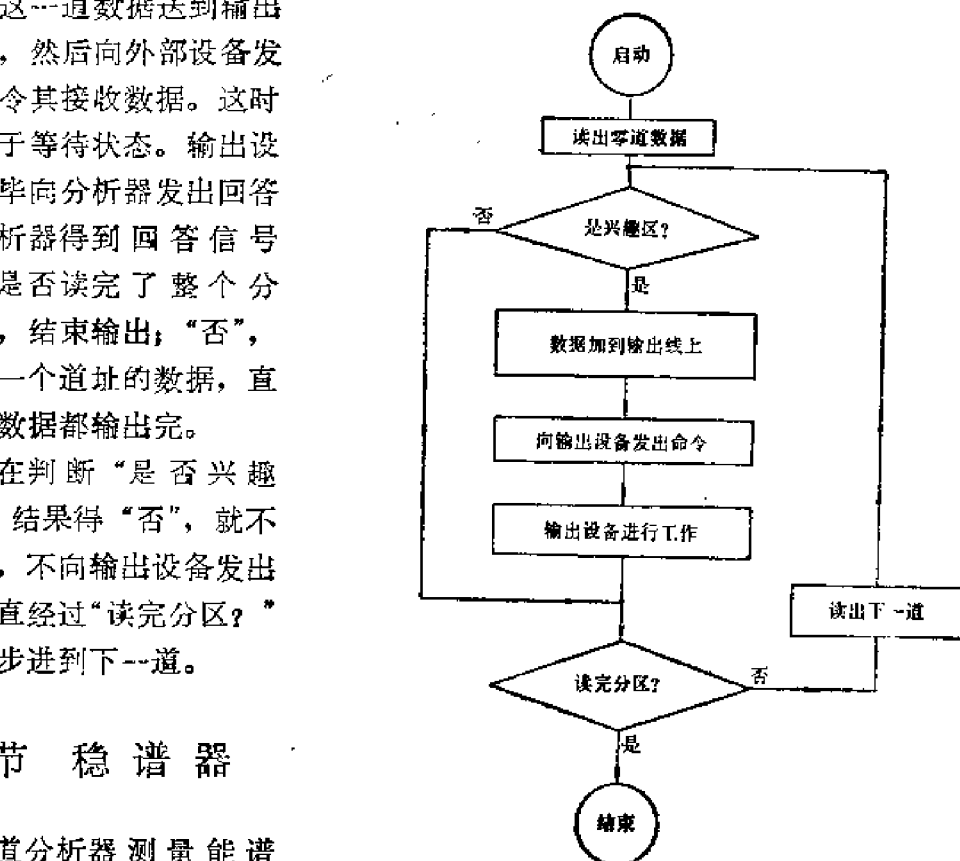 这一道数据送到输出
，然后向外部设备发
令其接收数据。这时
于等待状态。输出设
毕向分析器发出回答
析器得到回答信号
是否读完了整个分
，结束输出；“否”，
一个道址的数据，直
数据都输出完。
在判断“是否兴趣
结果得“否”，就不
，不向输出设备发出
直经过“读完分区？”
步进到下一道。
节 稳谱器
道分析器测量能谱
启动
读出零道数据
是兴趣区？
否
是
数据加到输出线上
向输出设备发出命令
输出设备进行工作
读出下一道
读完分区？
否
是
结束